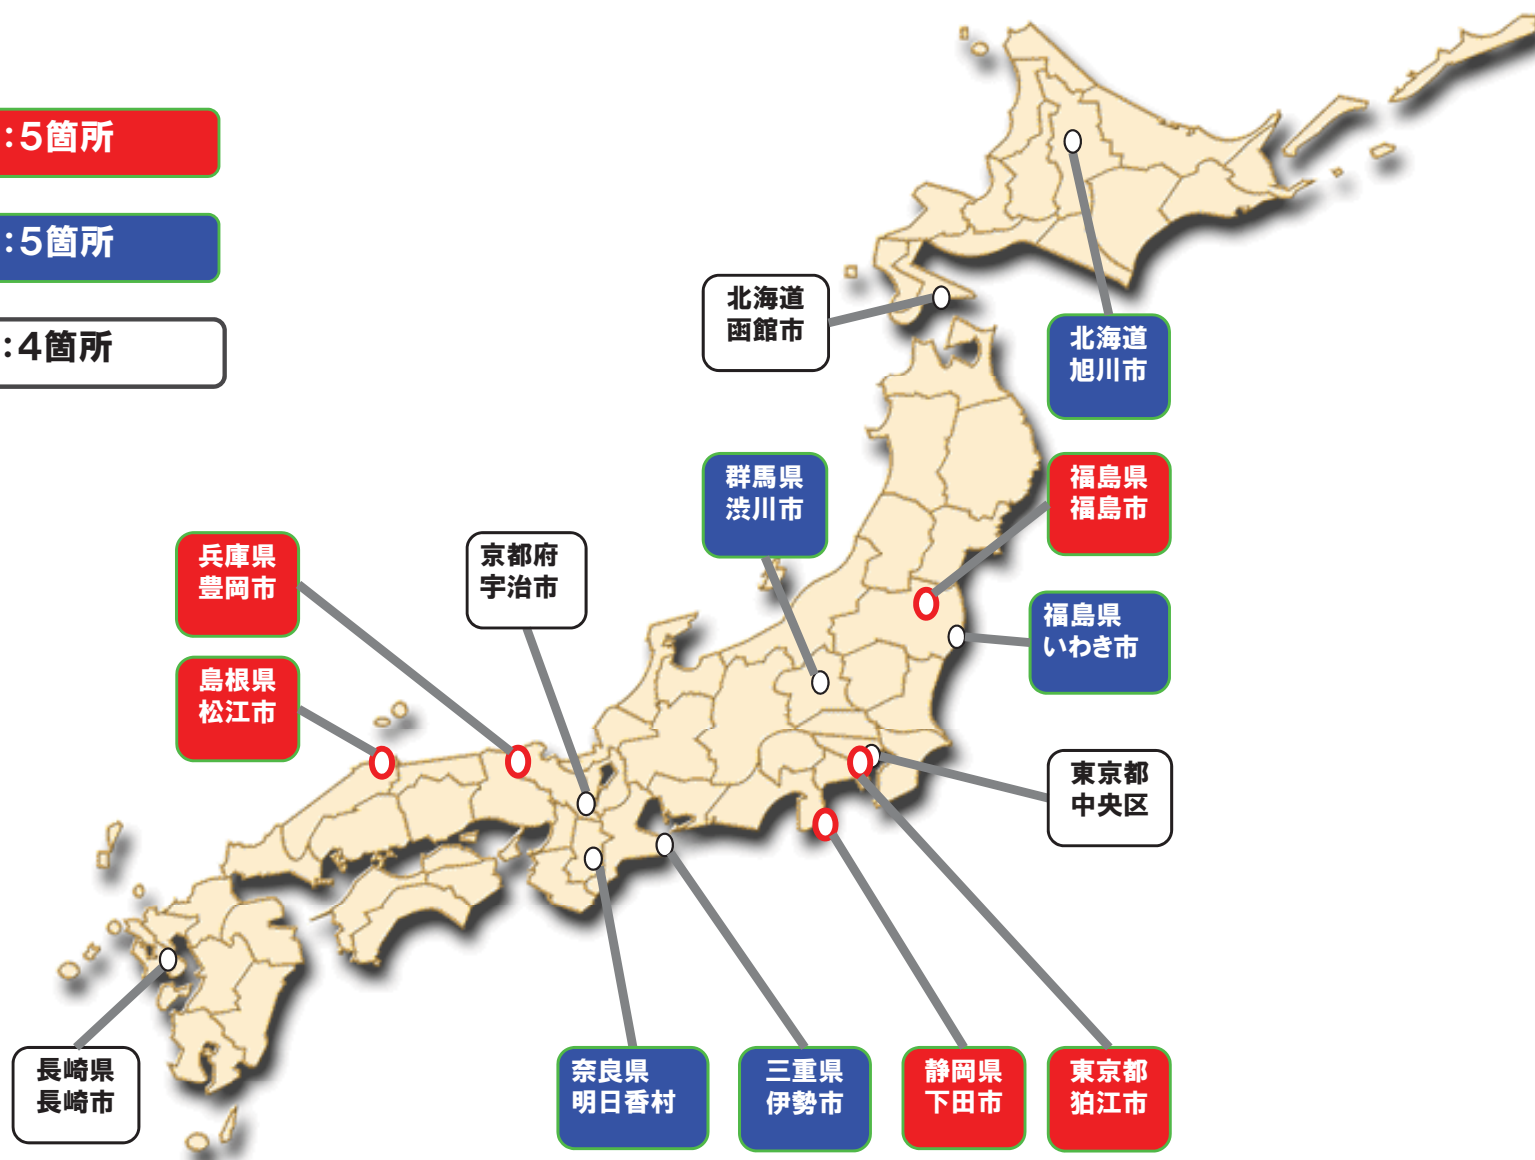 :5箇所
:5箇所
:4箇所
北海道
函館市
北海道
旭川市
群馬県
渋川市
福島県
福島市
兵庫県
豊岡市
京都府
宇治市
福島県
いわき市
島根県
松江市
東京都
中央区
長崎県
長崎市
奈良県
明日香村
三重県
伊勢市
静岡県
下田市
東京都
狛江市